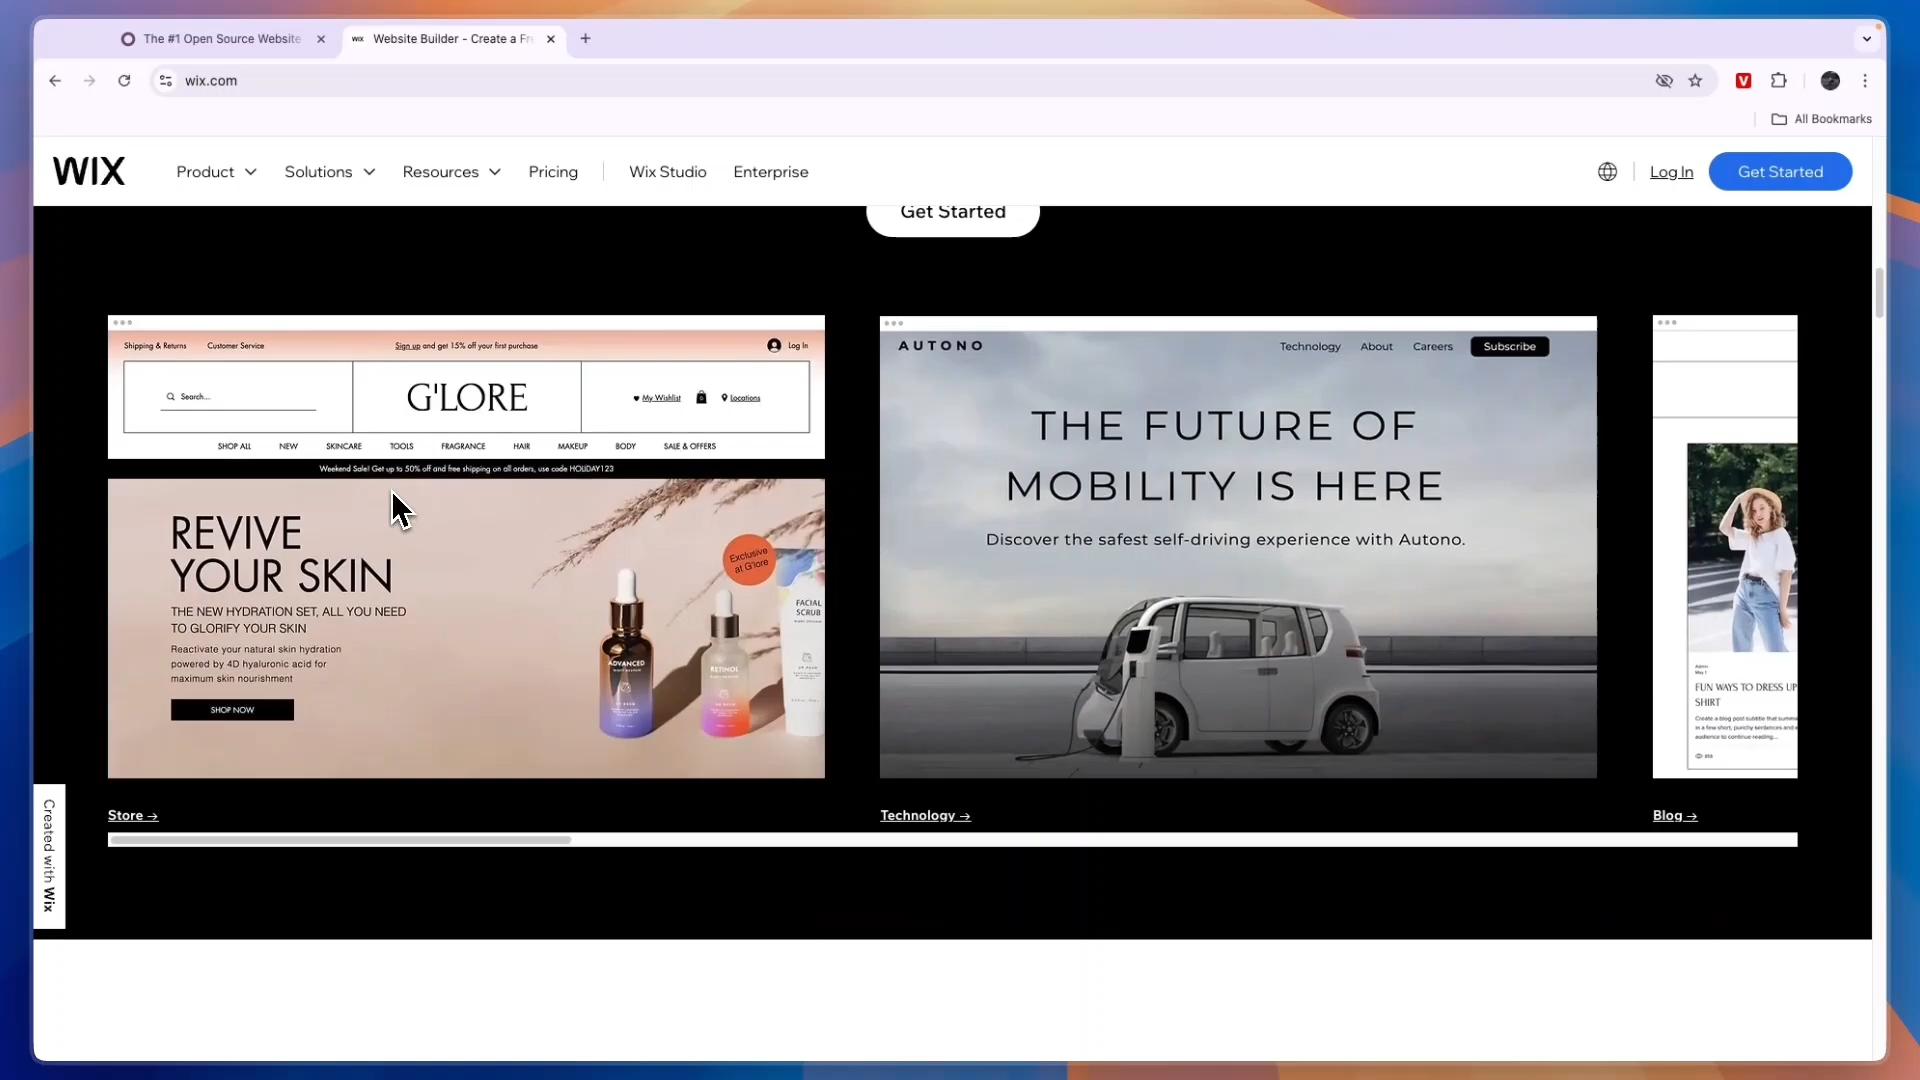 The #1 Open Source Website
WIX Website Builder - Create a Fr
wix.com
V
All Bookmarks
WIX
Product
Solutions
Resources
Pricing
Wix Studio
Enterprise
Log In
Get Started
Get Started
Shipping & Returns
Customer Service
Sign up and get 15% off your first purchase
Log In
Search...
G'LORE
My Wishlist
Locations
SHOP ALL NEW SKINCARE TOOLS FRAGRANCE HAIR MAKEUP BODY SALE & OFFERS
Weekend Sale! Get up to 50% off and free shipping on all orders, use code HOLIDAY123
REVIVE
YOUR SKIN
THE NEW HYDRATION SET, ALL YOU NEED
TO GLORIFY YOUR SKIN
Reactivate your natural skin hydration
powered by 4D hyaluronic acid for
maximum skin nourishment
SHOP NOW
Exclusive
at G'lore
ADVANCED
RETINOL
FACIAL
SCRUB
Store →
AUTONO
Technology
About
Careers
Subscribe
THE FUTURE OF
MOBILITY IS HERE
Discover the safest self-driving experience with Autono.
Technology →
Admin
May 1
FUN WAYS TO DRESS UP
SHIRT
Create a blog post subtitle that summa
in a few short, punchy sentences and
audience to continue reading...
Blog →
Created with Wix